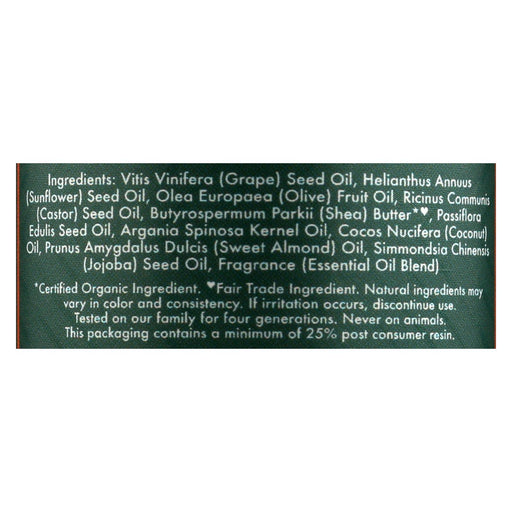 Ingredients: Vitis Vinifera (Grape) Seed Oil, Helianthus Annuus
(Sunflower) Seed Oil, Olea Europaea (Olive) Fruit Oil, Ricinus Communis
(Castor) Seed Oil, Butyrospermum Parkii (Shea) Butter*♥, Passiflora
Edulis Seed Oil, Argania Spinosa Kernel Oil, Cocos Nucifera (Coconut)
Oil, Prunus Amygdalus Dulcis (Sweet Almond) Oil, Simmondsia Chinensis
(Jojoba) Seed Oil, Fragrance (Essential Oil Blend)
*Certified Organic Ingredient. ♥Fair Trade Ingredient. Natural ingredients may
vary in color and consistency. If irritation occurs, discontinue use.
Tested on our family for four generations. Never on animals.
This packaging contains a minimum of 25% post consumer resin.